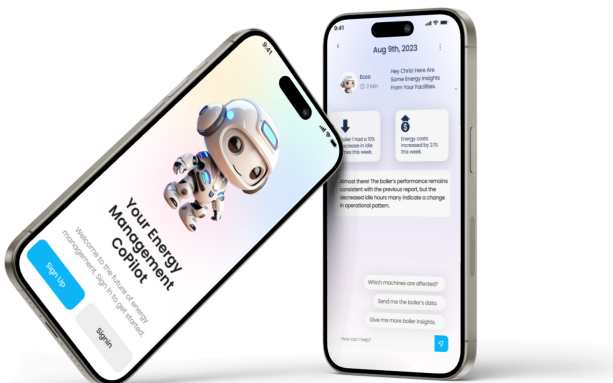 9:41
Your Energy
Management
CoPilot
Welcome to the future of energy
management. Sign in to get started.
Sign Up
Signin
9:41
Aug 9th, 2023
Ecoo
2 Min
Hey Chris! Here Are
Some Energy Insights
From Your Facilities.
Boiler 1 had a 10%
decrease in idle
times this week.
Energy costs
increased by 2.1%
this week.
Almost there! The boiler's performance remains
consistent with the previous report, but the
decreased idle hours many indicate a change
in operational pattern.
Which machines are affected?
Send me the boiler's data.
Give me more boiler insights.
How can I help?